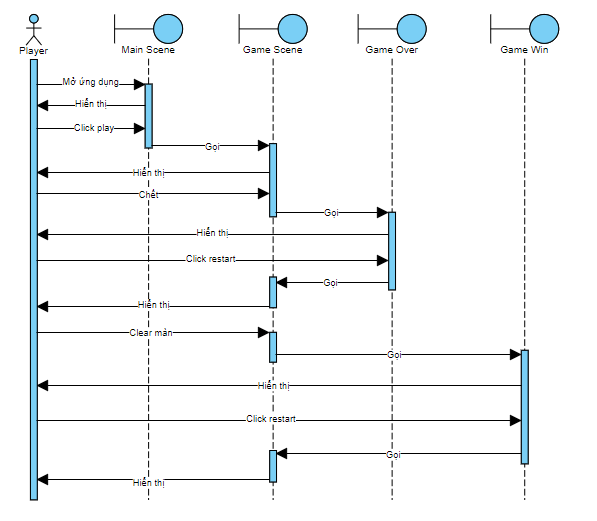 Player
Main Scene
Game Scene
Game Over
Game Win
Mở ứng dụng
Hiển thị
Click play
Gọi
Hiển thị
Chết
Gọi
Hiển thị
Click restart
Gọi
Hiển thị
Clear màn
Gọi
Hiển thị
Click restart
Gọi
Hiển thị